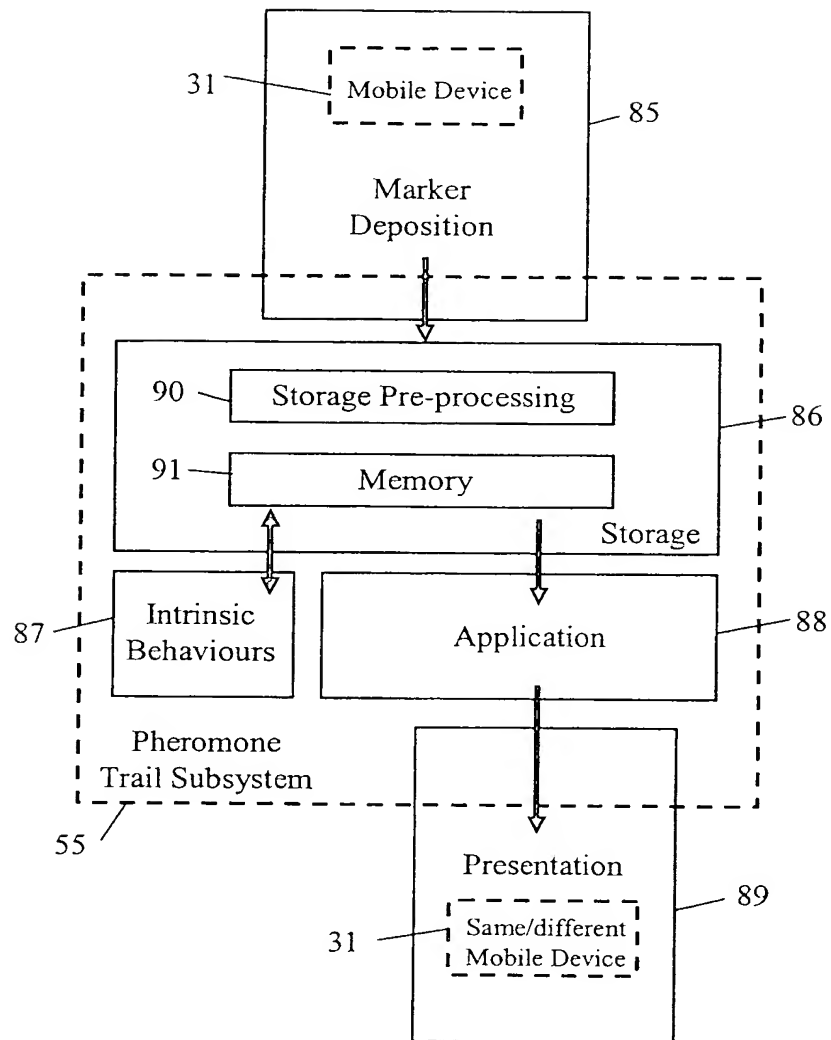 31
Mobile Device
85
Marker
Deposition
90
Storage Pre-processing
86
91
Memory
Storage
87
Intrinsic
Behaviours
Application
88
Pheromone
Trail Subsystem
55
Presentation
89
31
Same/different
Mobile Device